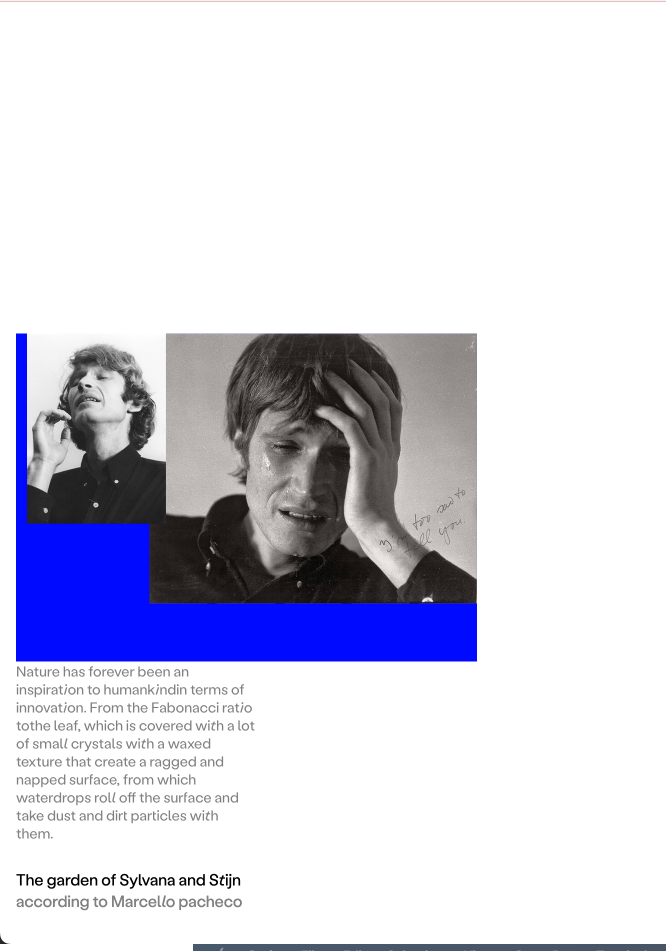 too sad to
tell you.
Nature has forever been an
inspiration to humankindin terms of
innovation. From the Fabonacci ratio
tothe leaf, which is covered with a lot
of small crystals with a waxed
texture that create a ragged and
napped surface, from which
waterdrops roll off the surface and
take dust and dirt particles with
them.
The garden of Sylvana and Stijn
according to Marcello pacheco